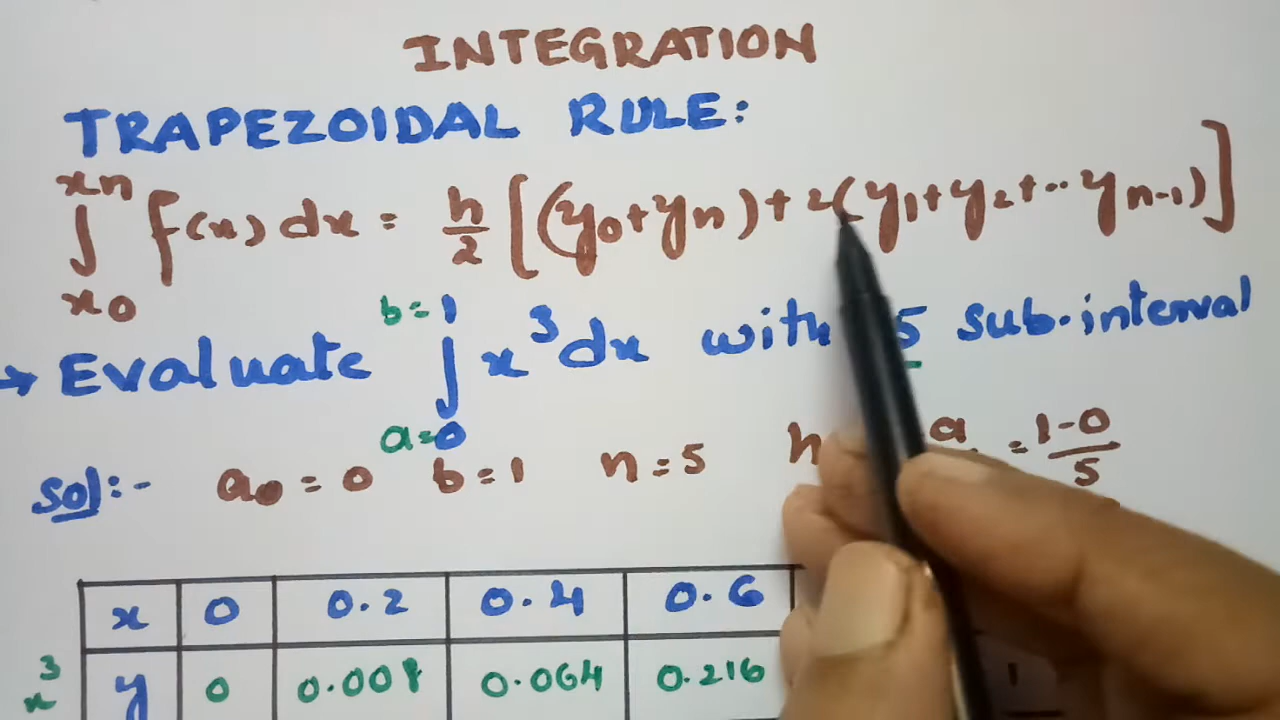 INTEGRATION
TRAPEZOIDAL RULE:
∫ₓ₀ˣⁿ f(x) dx = h/2 [(y₀+yₙ)+2(y₁+y₂+··yₙ₋₁)]
→ Evaluate ∫ x³dx with 5 sub-interval
b=1
a=0
Sol:- a₀=0 b=1 n=5 h a = 1-0/5
x 0 0.2 0.4 0.6
x³ y 0 0.008 0.064 0.216 1